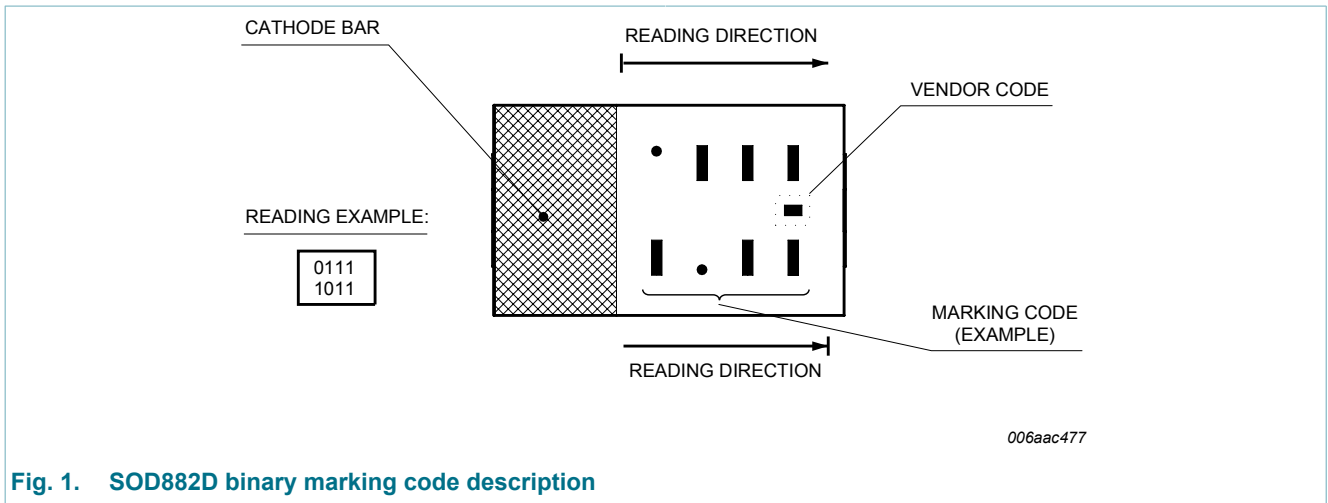 CATHODE BAR
READING DIRECTION
VENDOR CODE
READING EXAMPLE:
0111
1011
MARKING CODE
(EXAMPLE)
READING DIRECTION
006aac477
Fig. 1. SOD882D binary marking code description